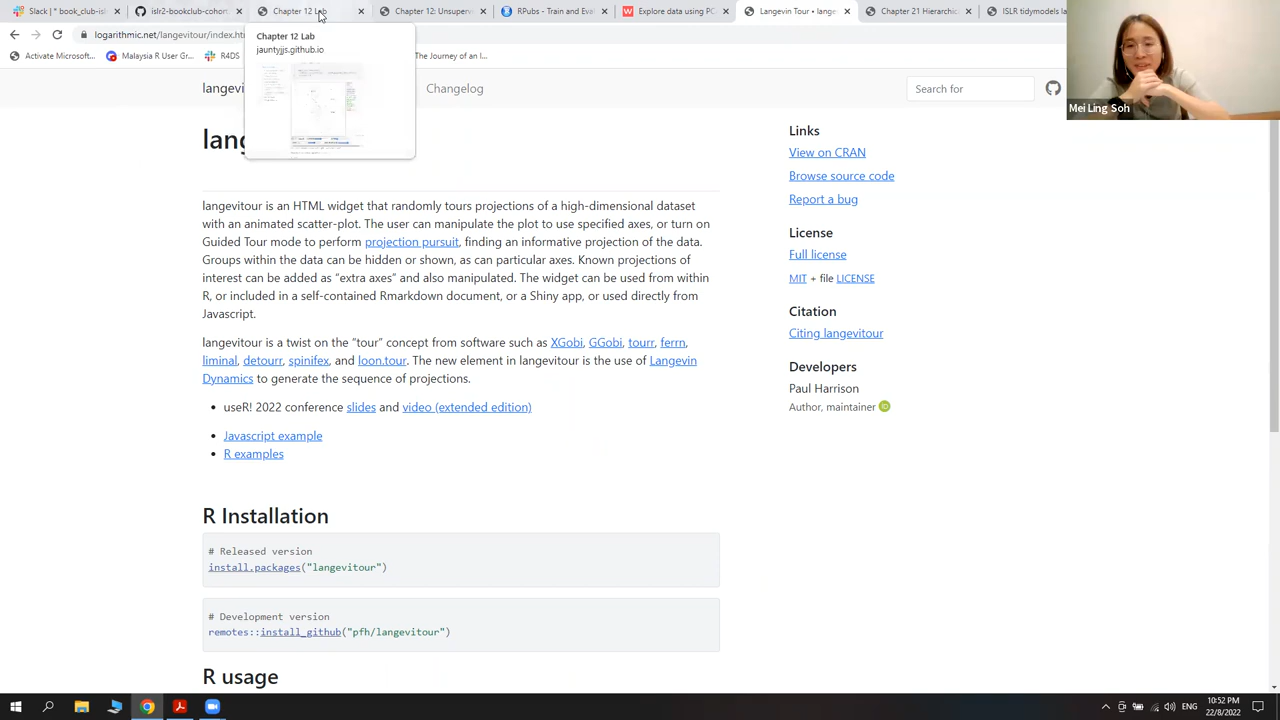 Slack | book_club-islr
islr2-bookclub-cohort
Chapter 12 Lab
Chapter 12: Unsuper
RPubs - Train and Eval
Explore data using PC
Langevitour Tour • lan
Chapter 21 Hierarchic
ISLR tidymodels la
logarithmic.net/langevitour/index.htm
Activate Windows
Malaysia R User Gr...
R4DS
The Journey of an I...
Chapter 12 Lab
jauntyjjs.github.io
langevi
Changelog
Search for
Mei Ling Soh
lan
langevitour is an HTML widget that randomly tours projections of a high-dimensional dataset
with an animated scatter-plot. The user can manipulate the plot to use specified axes, or turn on
Guided Tour mode to perform projection pursuit, finding an informative projection of the data.
Groups within the data can be hidden or shown, as can particular axes. Known projections of
interest can be added as “extra axes” and also manipulated. The widget can be used from within
R, or included in a self-contained Rmarkdown document, or a Shiny app, or used directly from
Javascript.
langevitour is a twist on the “tour” concept from software such as XGobi, GGobi, tourr, ferrn,
liminal, detourr, spinifex, and loon.tour. The new element in langevitour is the use of Langevin
Dynamics to generate the sequence of projections.
• useR! 2022 conference slides and video (extended edition)
• Javascript example
• R examples
R Installation
# Released version
install.packages("langevitour")
# Development version
remotes::install_github("pfh/langevitour")
R usage
Links
View on CRAN
Browse source code
Report a bug
License
Full license
MIT + file LICENSE
Citation
Citing langevitour
Developers
Paul Harrison
Author, maintainer
ENG
10:52 PM
22/8/2022